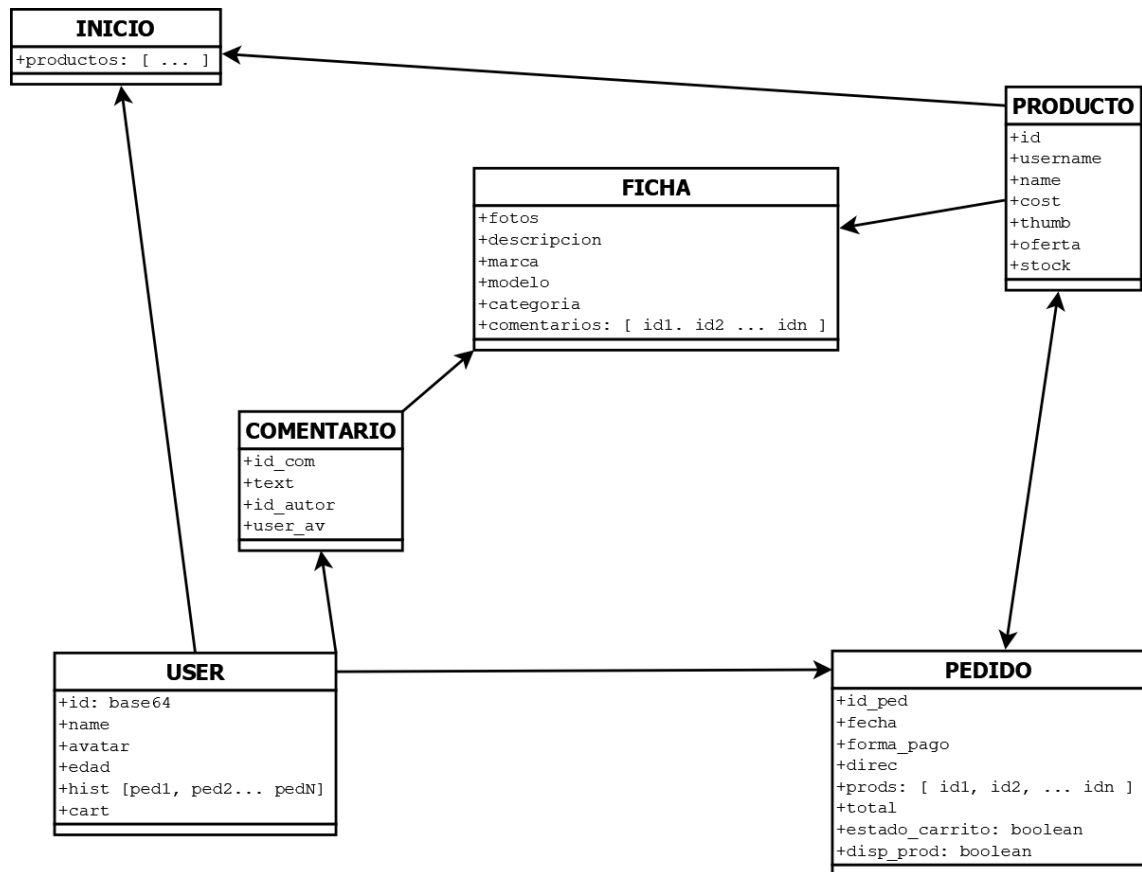 INICIO
+productos: [ ... ]
PRODUCTO
+id
+username
+name
+cost
+thumb
+oferta
+stock
FICHA
+fotos
+descripcion
+marca
+modelo
+categoria
+comentarios: [ id1. id2 ... idn ]
COMENTARIO
+id_com
+text
+id_autor
+user_av
USER
+id: base64
+name
+avatar
+edad
+hist [ped1, ped2... pedN]
+cart
PEDIDO
+id_ped
+fecha
+forma_pago
+direc
+prods: [ id1, id2, ... idn ]
+total
+estado_carrito: boolean
+disp_prod: boolean